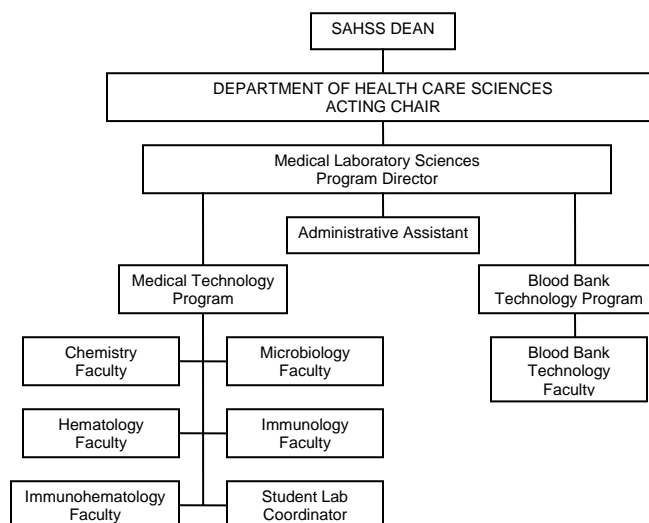 SAHSS DEAN
DEPARTMENT OF HEALTH CARE SCIENCES
ACTING CHAIR
Medical Laboratory Sciences
Program Director
Administrative Assistant
Medical Technology
Program
Blood Bank
Technology Program
Chemistry
Faculty
Microbiology
Faculty
Blood Bank
Technology
Faculty
Hematology
Faculty
Immunology
Faculty
Immunohematology
Faculty
Student Lab
Coordinator